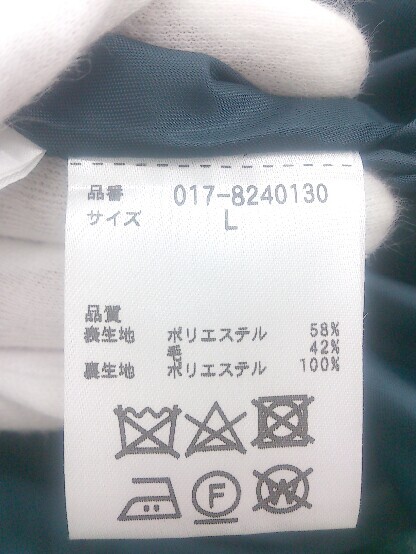 品番 017-8240130
サイズ L
品質
表生地 ポリエステル 58%
毛 42%
裏生地 ポリエステル 100%
F
W